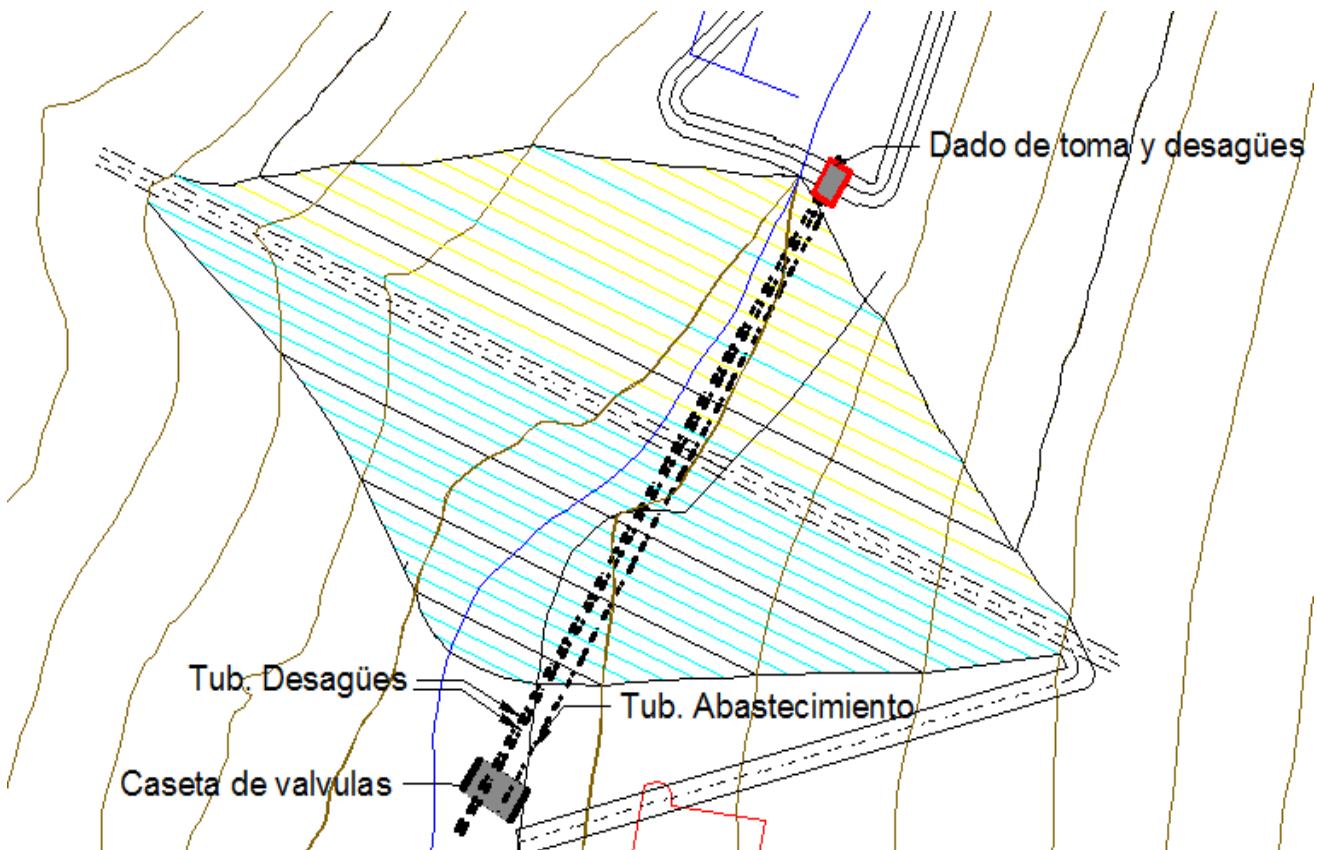 Dado de toma y desagües
Tub. Desagües
Tub. Abastecimiento
Caseta de valvulas